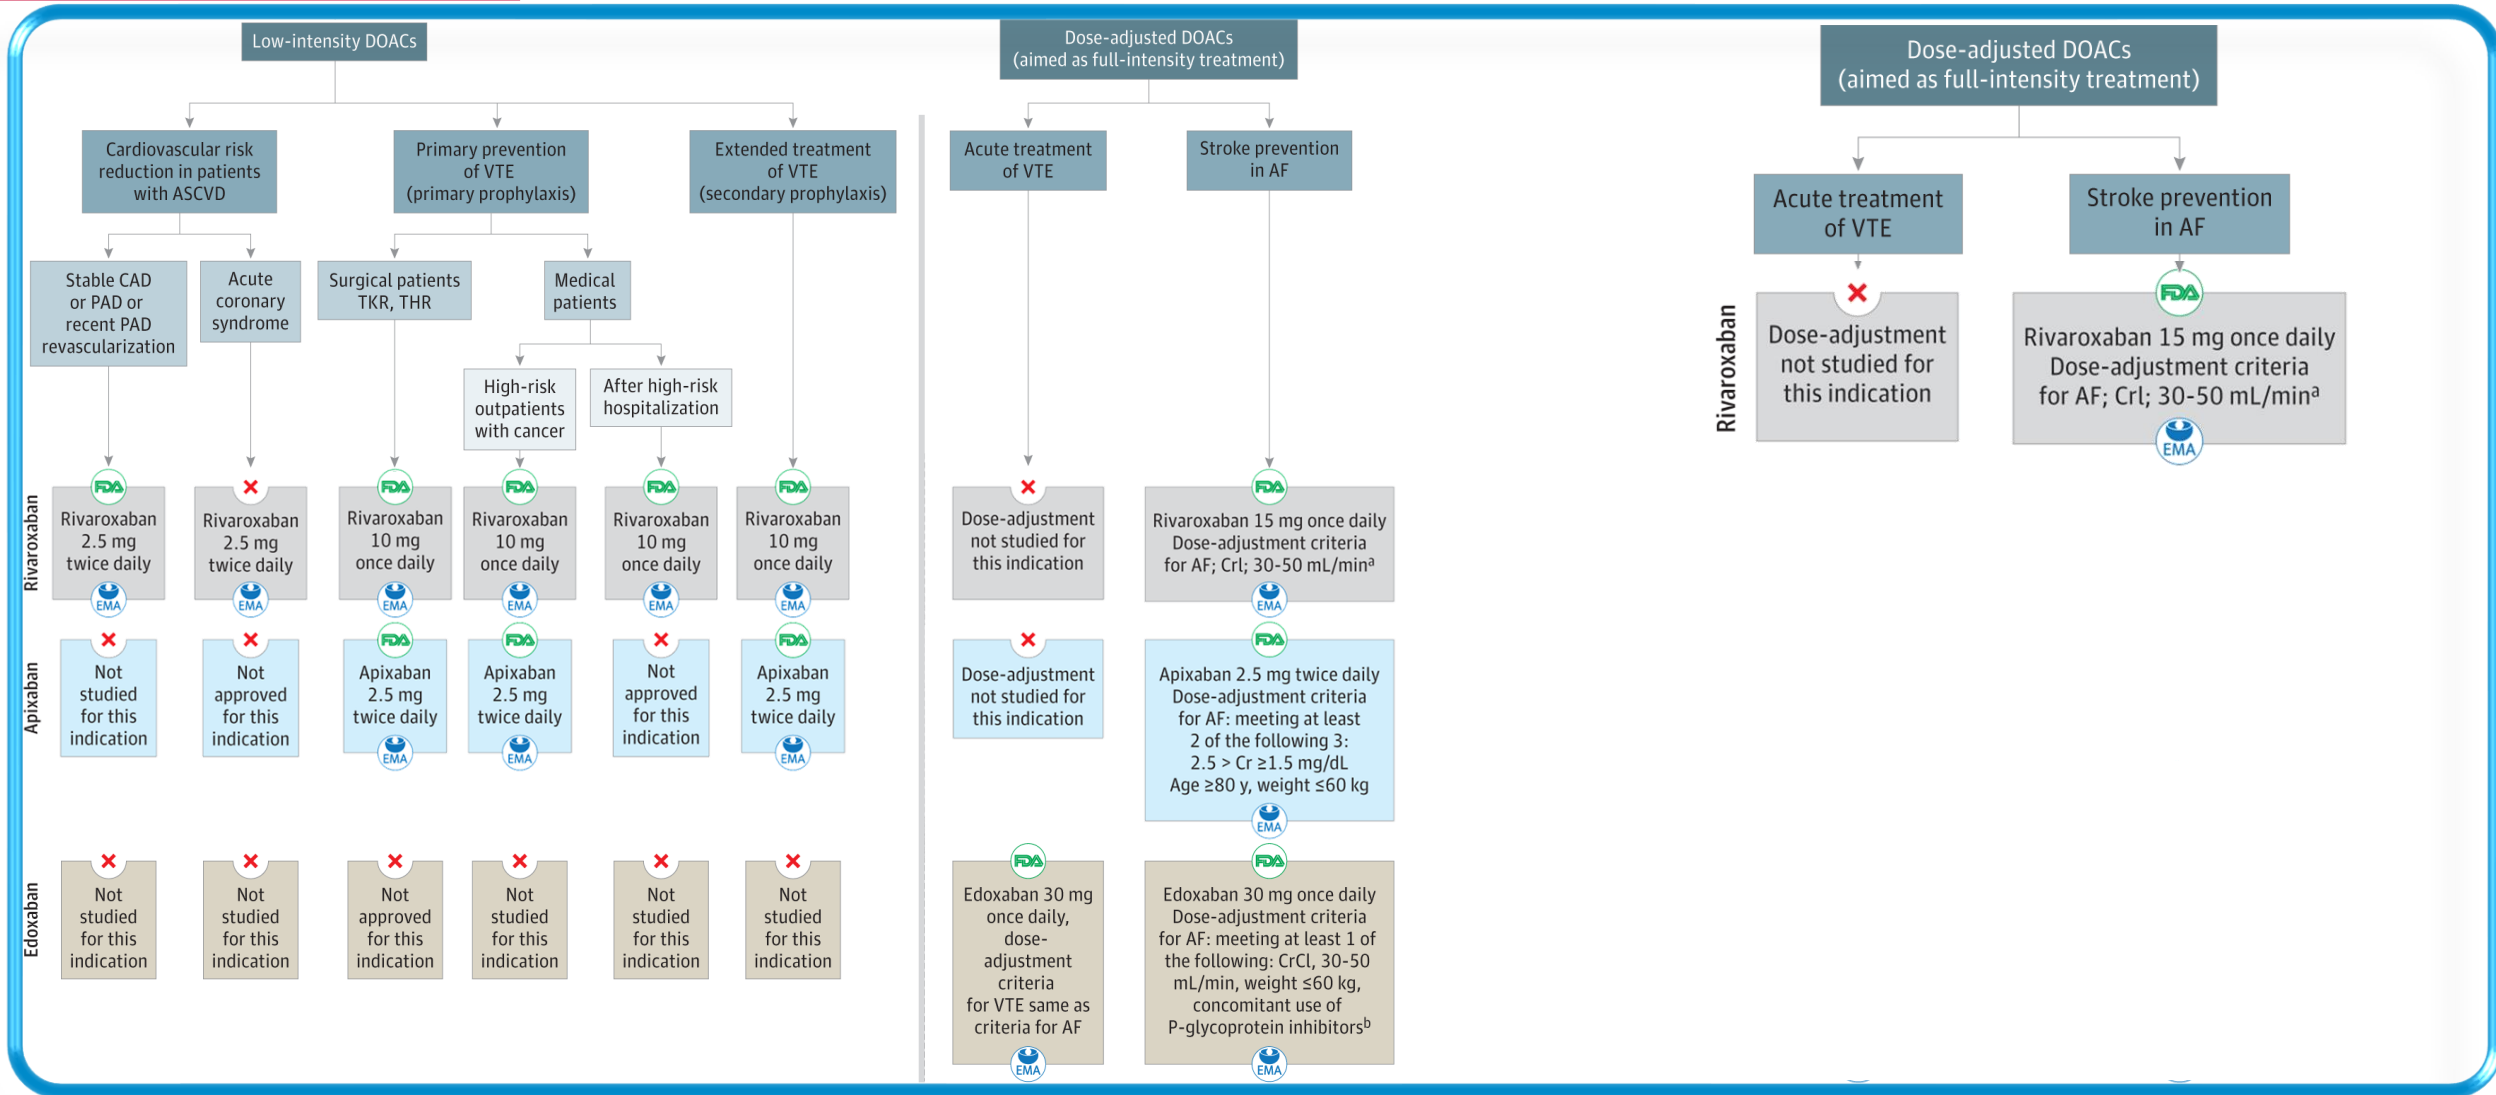 Low-intensity DOACs
Cardiovascular risk
reduction in patients
with ASCVD
Primary prevention
of VTE
(primary prophylaxis)
Extended treatment
of VTE
(secondary prophylaxis)
Stable CAD
or PAD or
recent PAD
revascularization
Acute
coronary
syndrome
Surgical patients
TKR, THR
Medical
patients
High-risk
outpatients
with cancer
After high-risk
hospitalization
Rivaroxaban
FDA
Rivaroxaban
2.5 mg
twice daily
EMA
Rivaroxaban
2.5 mg
twice daily
EMA
FDA
Rivaroxaban
10 mg
once daily
EMA
FDA
Rivaroxaban
10 mg
once daily
EMA
FDA
Rivaroxaban
10 mg
once daily
EMA
FDA
Rivaroxaban
10 mg
once daily
EMA
Apixaban
Not
studied
for this
indication
Not
approved
for this
indication
FDA
Apixaban
2.5 mg
twice daily
EMA
FDA
Apixaban
2.5 mg
twice daily
EMA
Not
approved
for this
indication
FDA
Apixaban
2.5 mg
twice daily
EMA
Edoxaban
Not
studied
for this
indication
Not
studied
for this
indication
Not
approved
for this
indication
Not
studied
for this
indication
Not
studied
for this
indication
Not
studied
for this
indication
Dose-adjusted DOACs
(aimed as full-intensity treatment)
Acute treatment
of VTE
Stroke prevention
in AF
Dose-adjustment
not studied for
this indication
FDA
Rivaroxaban 15 mg once daily
Dose-adjustment criteria
for AF; Crl; 30-50 mL/minª
EMA
Dose-adjustment
not studied for
this indication
FDA
Apixaban 2.5 mg twice daily
Dose-adjustment criteria
for AF: meeting at least
2 of the following 3:
2.5 > Cr ≥1.5 mg/dL
Age ≥80 y, weight ≤60 kg
EMA
FDA
Edoxaban 30 mg
once daily,
dose-
adjustment
criteria
for VTE same as
criteria for AF
EMA
FDA
Edoxaban 30 mg once daily
Dose-adjustment criteria
for AF: meeting at least 1 of
the following: CrCl, 30-50
mL/min, weight ≤60 kg,
concomitant use of
P-glycoprotein inhibitorsᵇ
EMA
Dose-adjusted DOACs
(aimed as full-intensity treatment)
Acute treatment
of VTE
Stroke prevention
in AF
Rivaroxaban
Dose-adjustment
not studied for
this indication
FDA
Rivaroxaban 15 mg once daily
Dose-adjustment criteria
for AF; Crl; 30-50 mL/minª
EMA